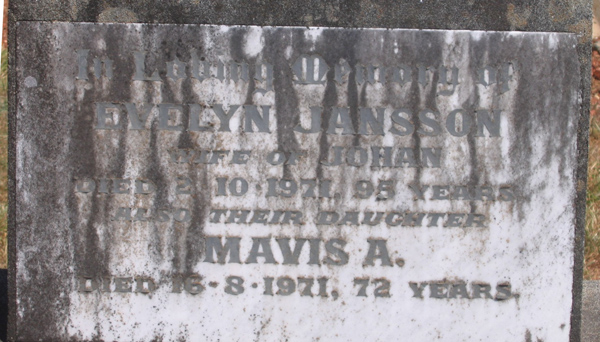 In Loving Memory of
EVELYN JANSSON
WIFE OF JOHAN
DIED 2·10·1971, 95 YEARS.
ALSO THEIR DAUGHTER
MAVIS A.
DIED 16·8·1971, 72 YEARS.